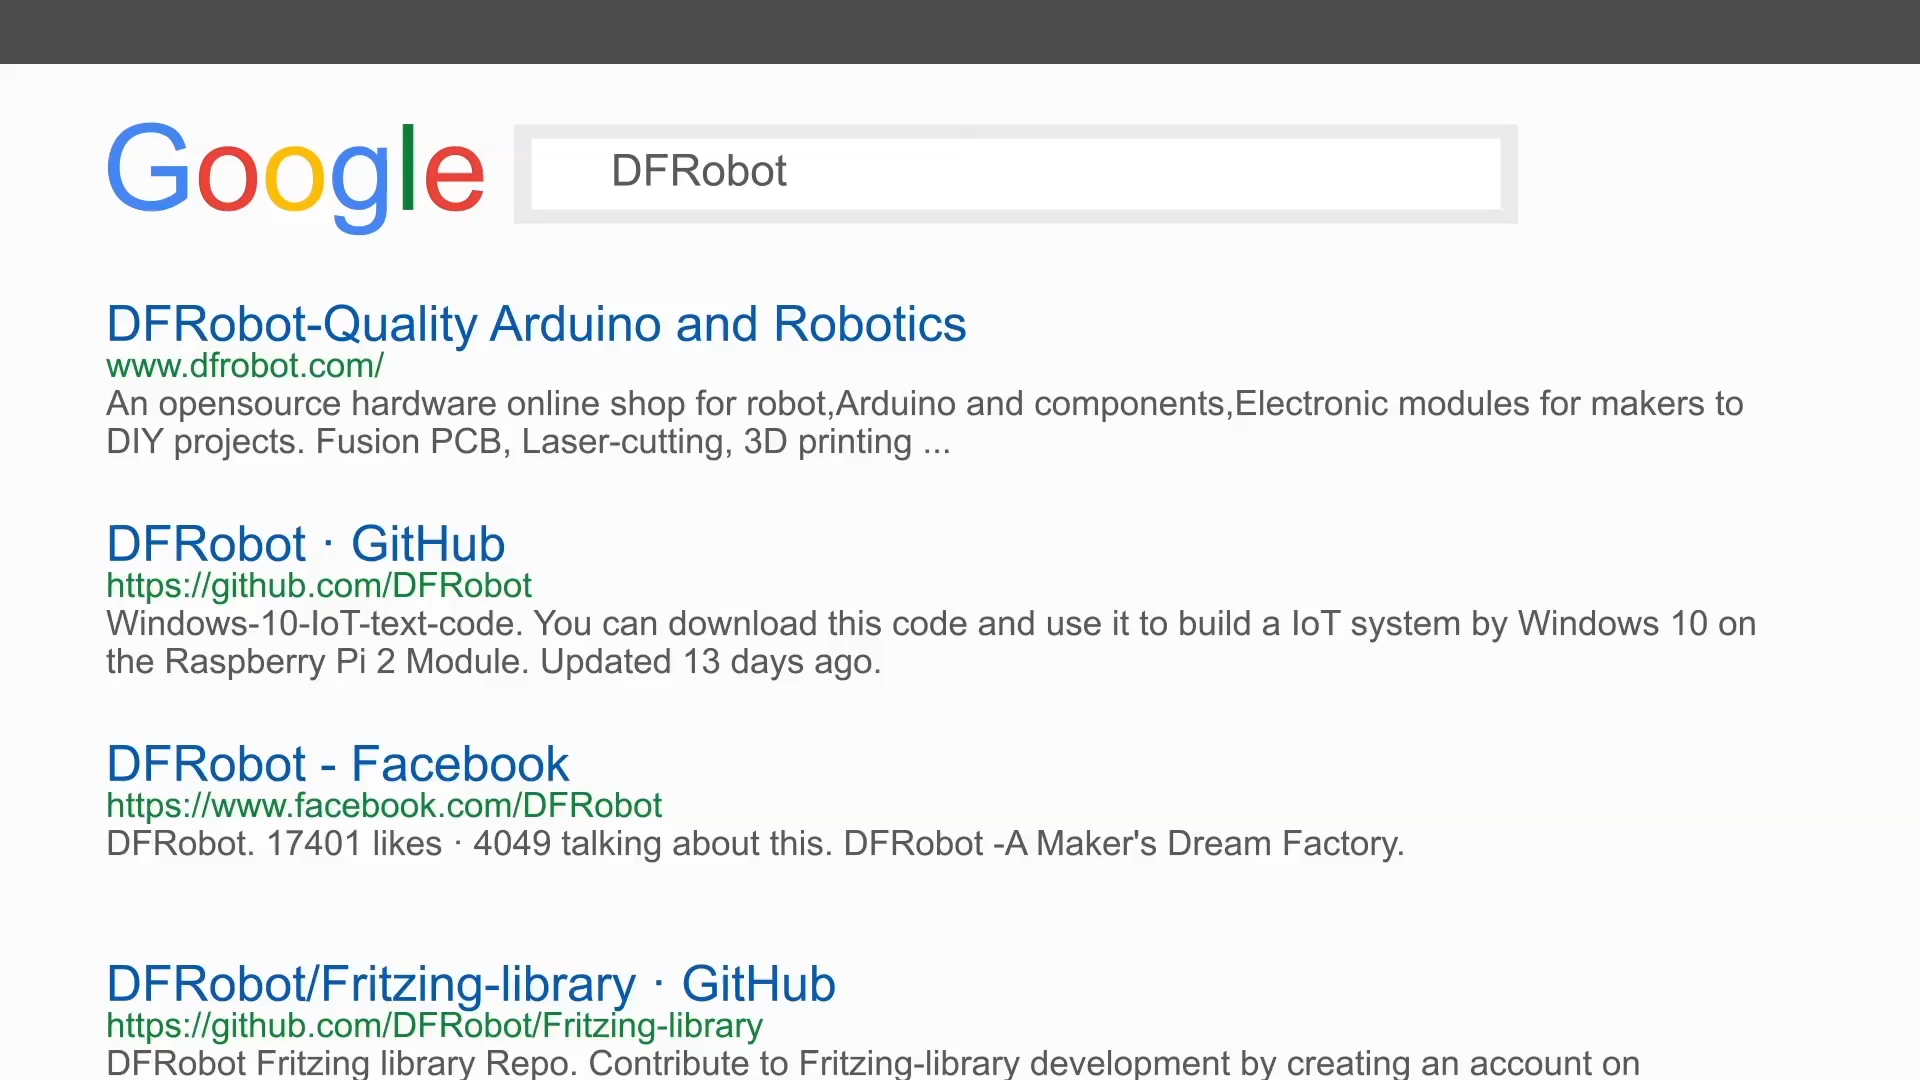 Google
DFRobot
DFRobot-Quality Arduino and Robotics
www.dfrobot.com/
An opensource hardware online shop for robot,Arduino and components,Electronic modules for makers to
DIY projects. Fusion PCB, Laser-cutting, 3D printing ...
DFRobot · GitHub
https://github.com/DFRobot
Windows-10-IoT-text-code. You can download this code and use it to build a IoT system by Windows 10 on
the Raspberry Pi 2 Module. Updated 13 days ago.
DFRobot - Facebook
https://www.facebook.com/DFRobot
DFRobot. 17401 likes · 4049 talking about this. DFRobot -A Maker's Dream Factory.
DFRobot/Fritzing-library · GitHub
https://github.com/DFRobot/Fritzing-library
DFRobot Fritzing library Repo. Contribute to Fritzing-library development by creating an account on